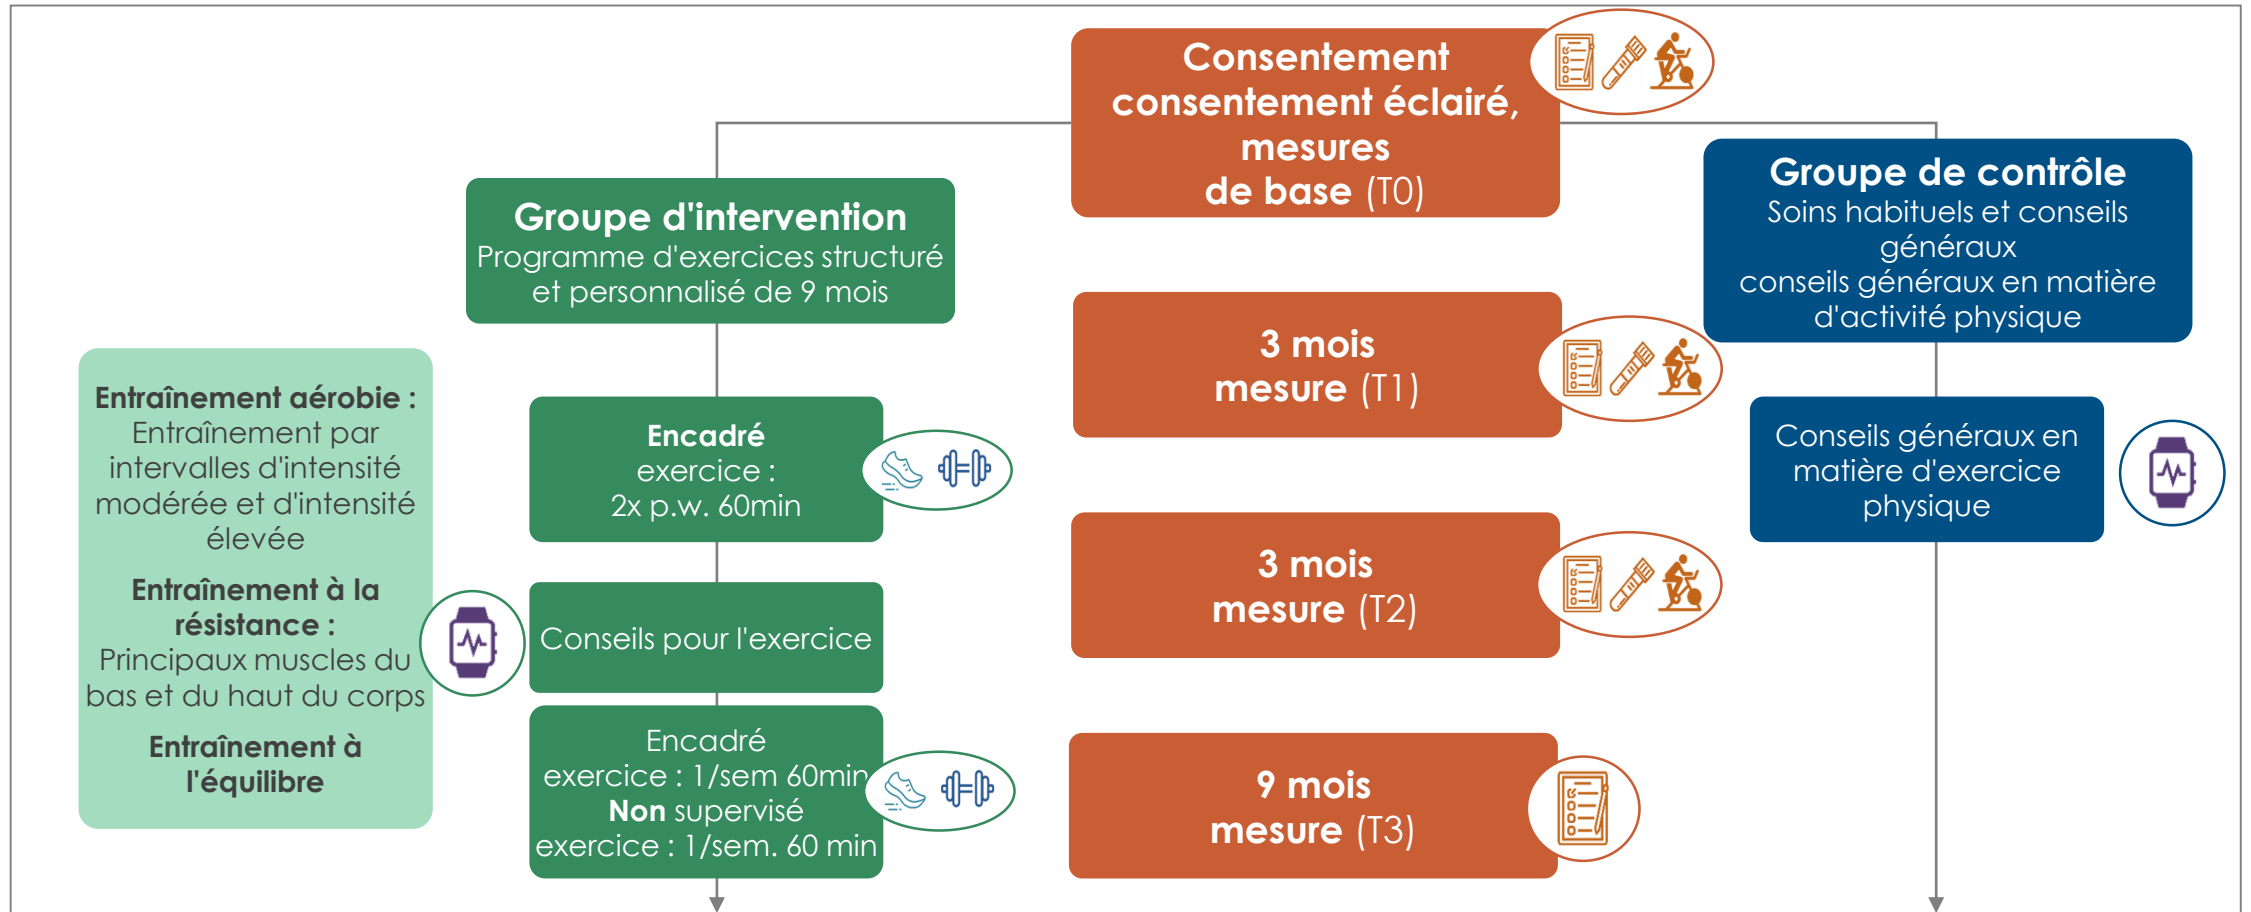 Consentement
consentement éclairé,
mesures
de base (T0)
Groupe d'intervention
Programme d'exercices structuré
et personnalisé de 9 mois
Groupe de contrôle
Soins habituels et conseils
généraux
conseils généraux en matière
d'activité physique
3 mois
mesure (T1)
Entraînement aérobie :
Entraînement par
intervalles d'intensité
modérée et d'intensité
élevée
Entraînement à la
résistance :
Principaux muscles du
bas et du haut du corps
Entraînement à
l'équilibre
Encadré
exercice :
2x p.w. 60min
Conseils généraux en
matière d'exercice
physique
3 mois
mesure (T2)
Conseils pour l'exercice
Encadré
exercice : 1/sem 60min
Non supervisé
exercice : 1/sem. 60 min
9 mois
mesure (T3)